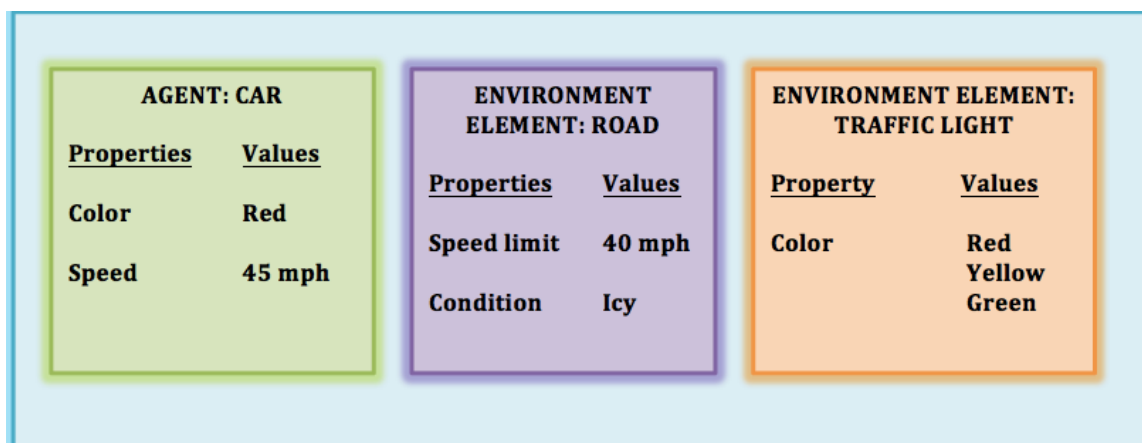 AGENT: CAR
Properties Values
Color Red
Speed 45 mph
ENVIRONMENT
ELEMENT: ROAD
Properties Values
Speed limit 40 mph
Condition Icy
ENVIRONMENT ELEMENT:
TRAFFIC LIGHT
Property Values
Color Red
Yellow
Green